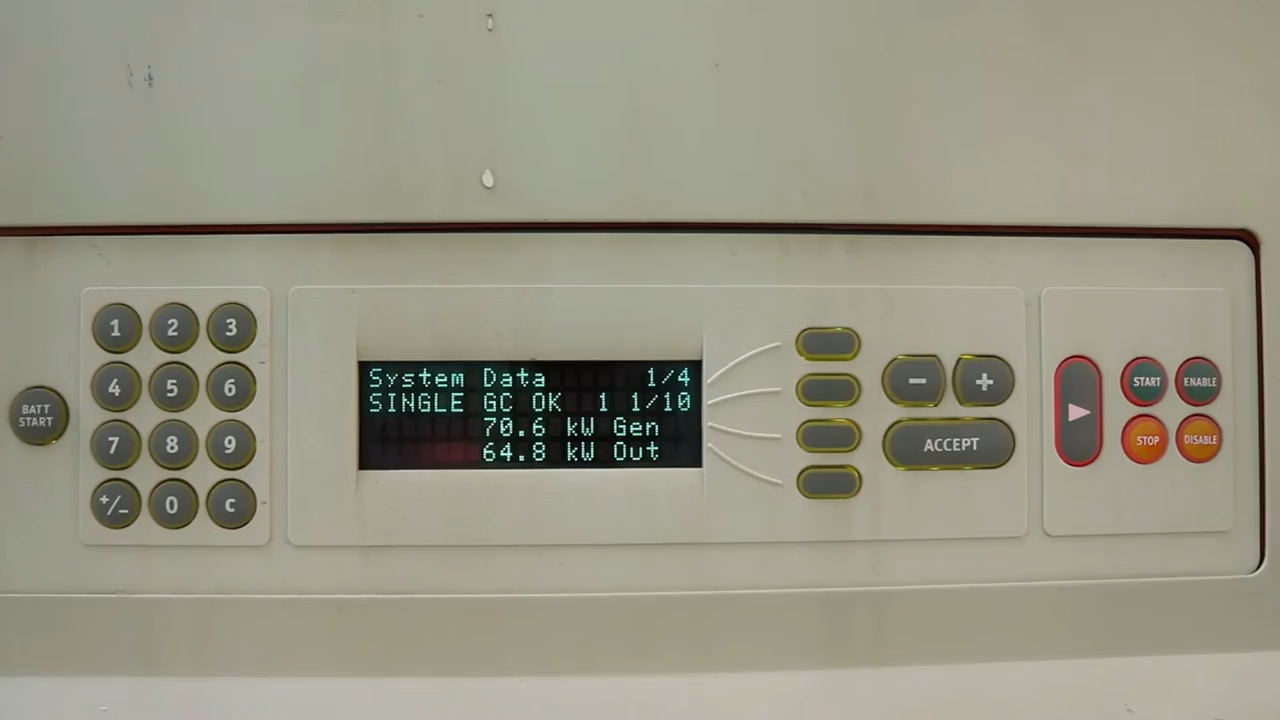 BATT
START
1 2 3
4 5 6
7 8 9
+/- 0 c
System Data 1/4
SINGLE GC OK 1 1/10
70.6 kW Gen
64.8 kW Out
- +
ACCEPT
START ENABLE
STOP DISABLE